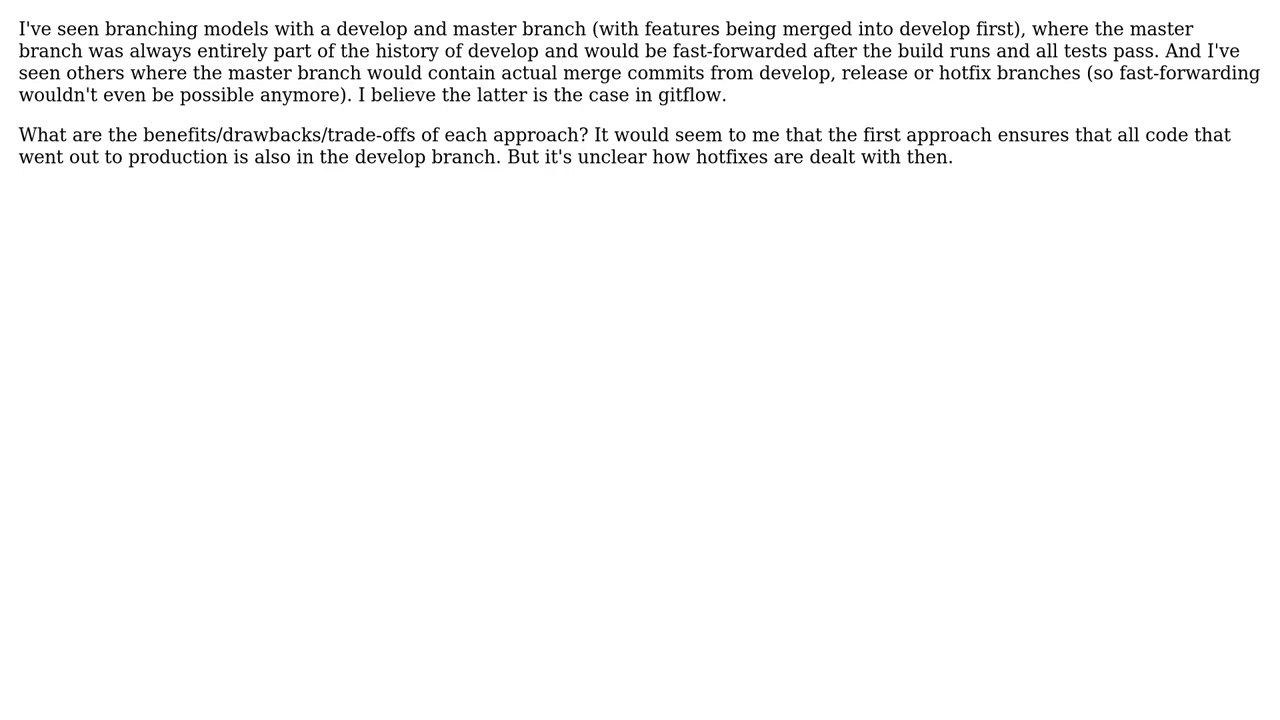 I've seen branching models with a develop and master branch (with features being merged into develop first), where the master
branch was always entirely part of the history of develop and would be fast-forwarded after the build runs and all tests pass. And I've
seen others where the master branch would contain actual merge commits from develop, release or hotfix branches (so fast-forwarding
wouldn't even be possible anymore). I believe the latter is the case in gitflow.
What are the benefits/drawbacks/trade-offs of each approach? It would seem to me that the first approach ensures that all code that
went out to production is also in the develop branch. But it's unclear how hotfixes are dealt with then.